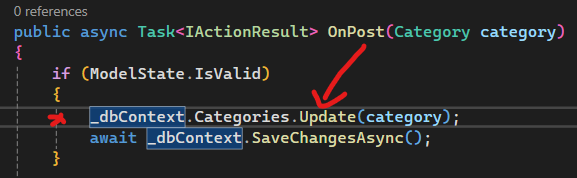 0 references
public async Task<IActionResult> OnPost(Category category)
{
if (ModelState.IsValid)
{
_dbContext.Categories.Update(category);
await _dbContext.SaveChangesAsync();
}